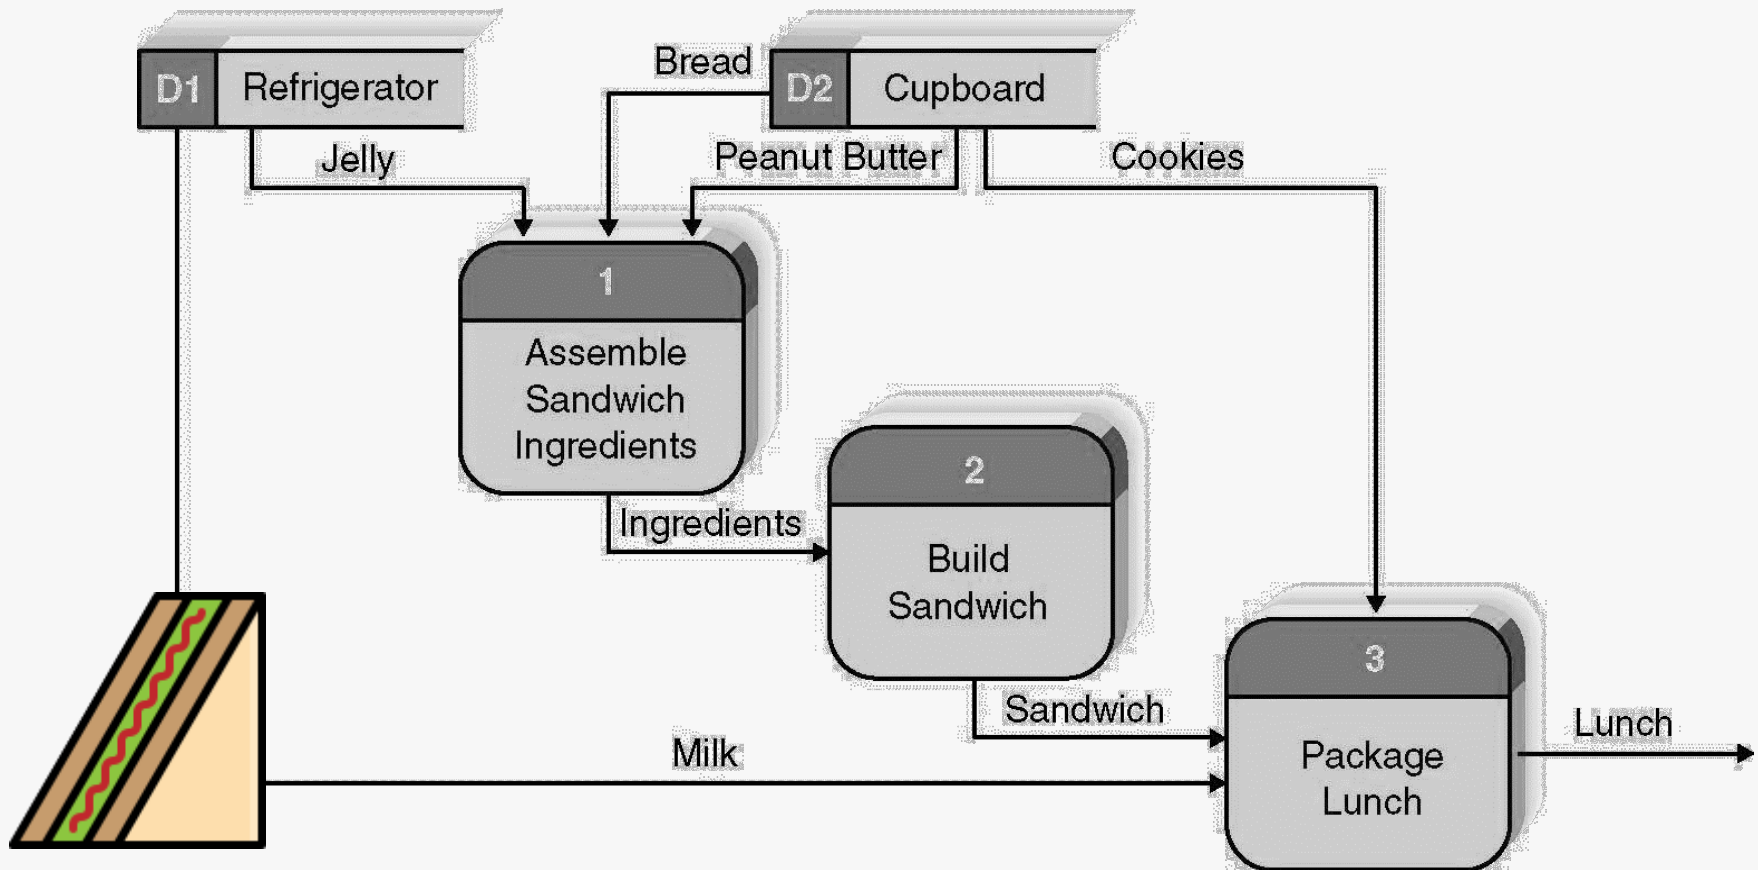 D1 Refrigerator
Bread
D2 Cupboard
Jelly
Peanut Butter
Cookies
1
Assemble
Sandwich
Ingredients
Ingredients
2
Build
Sandwich
Sandwich
Milk
3
Package
Lunch
Lunch